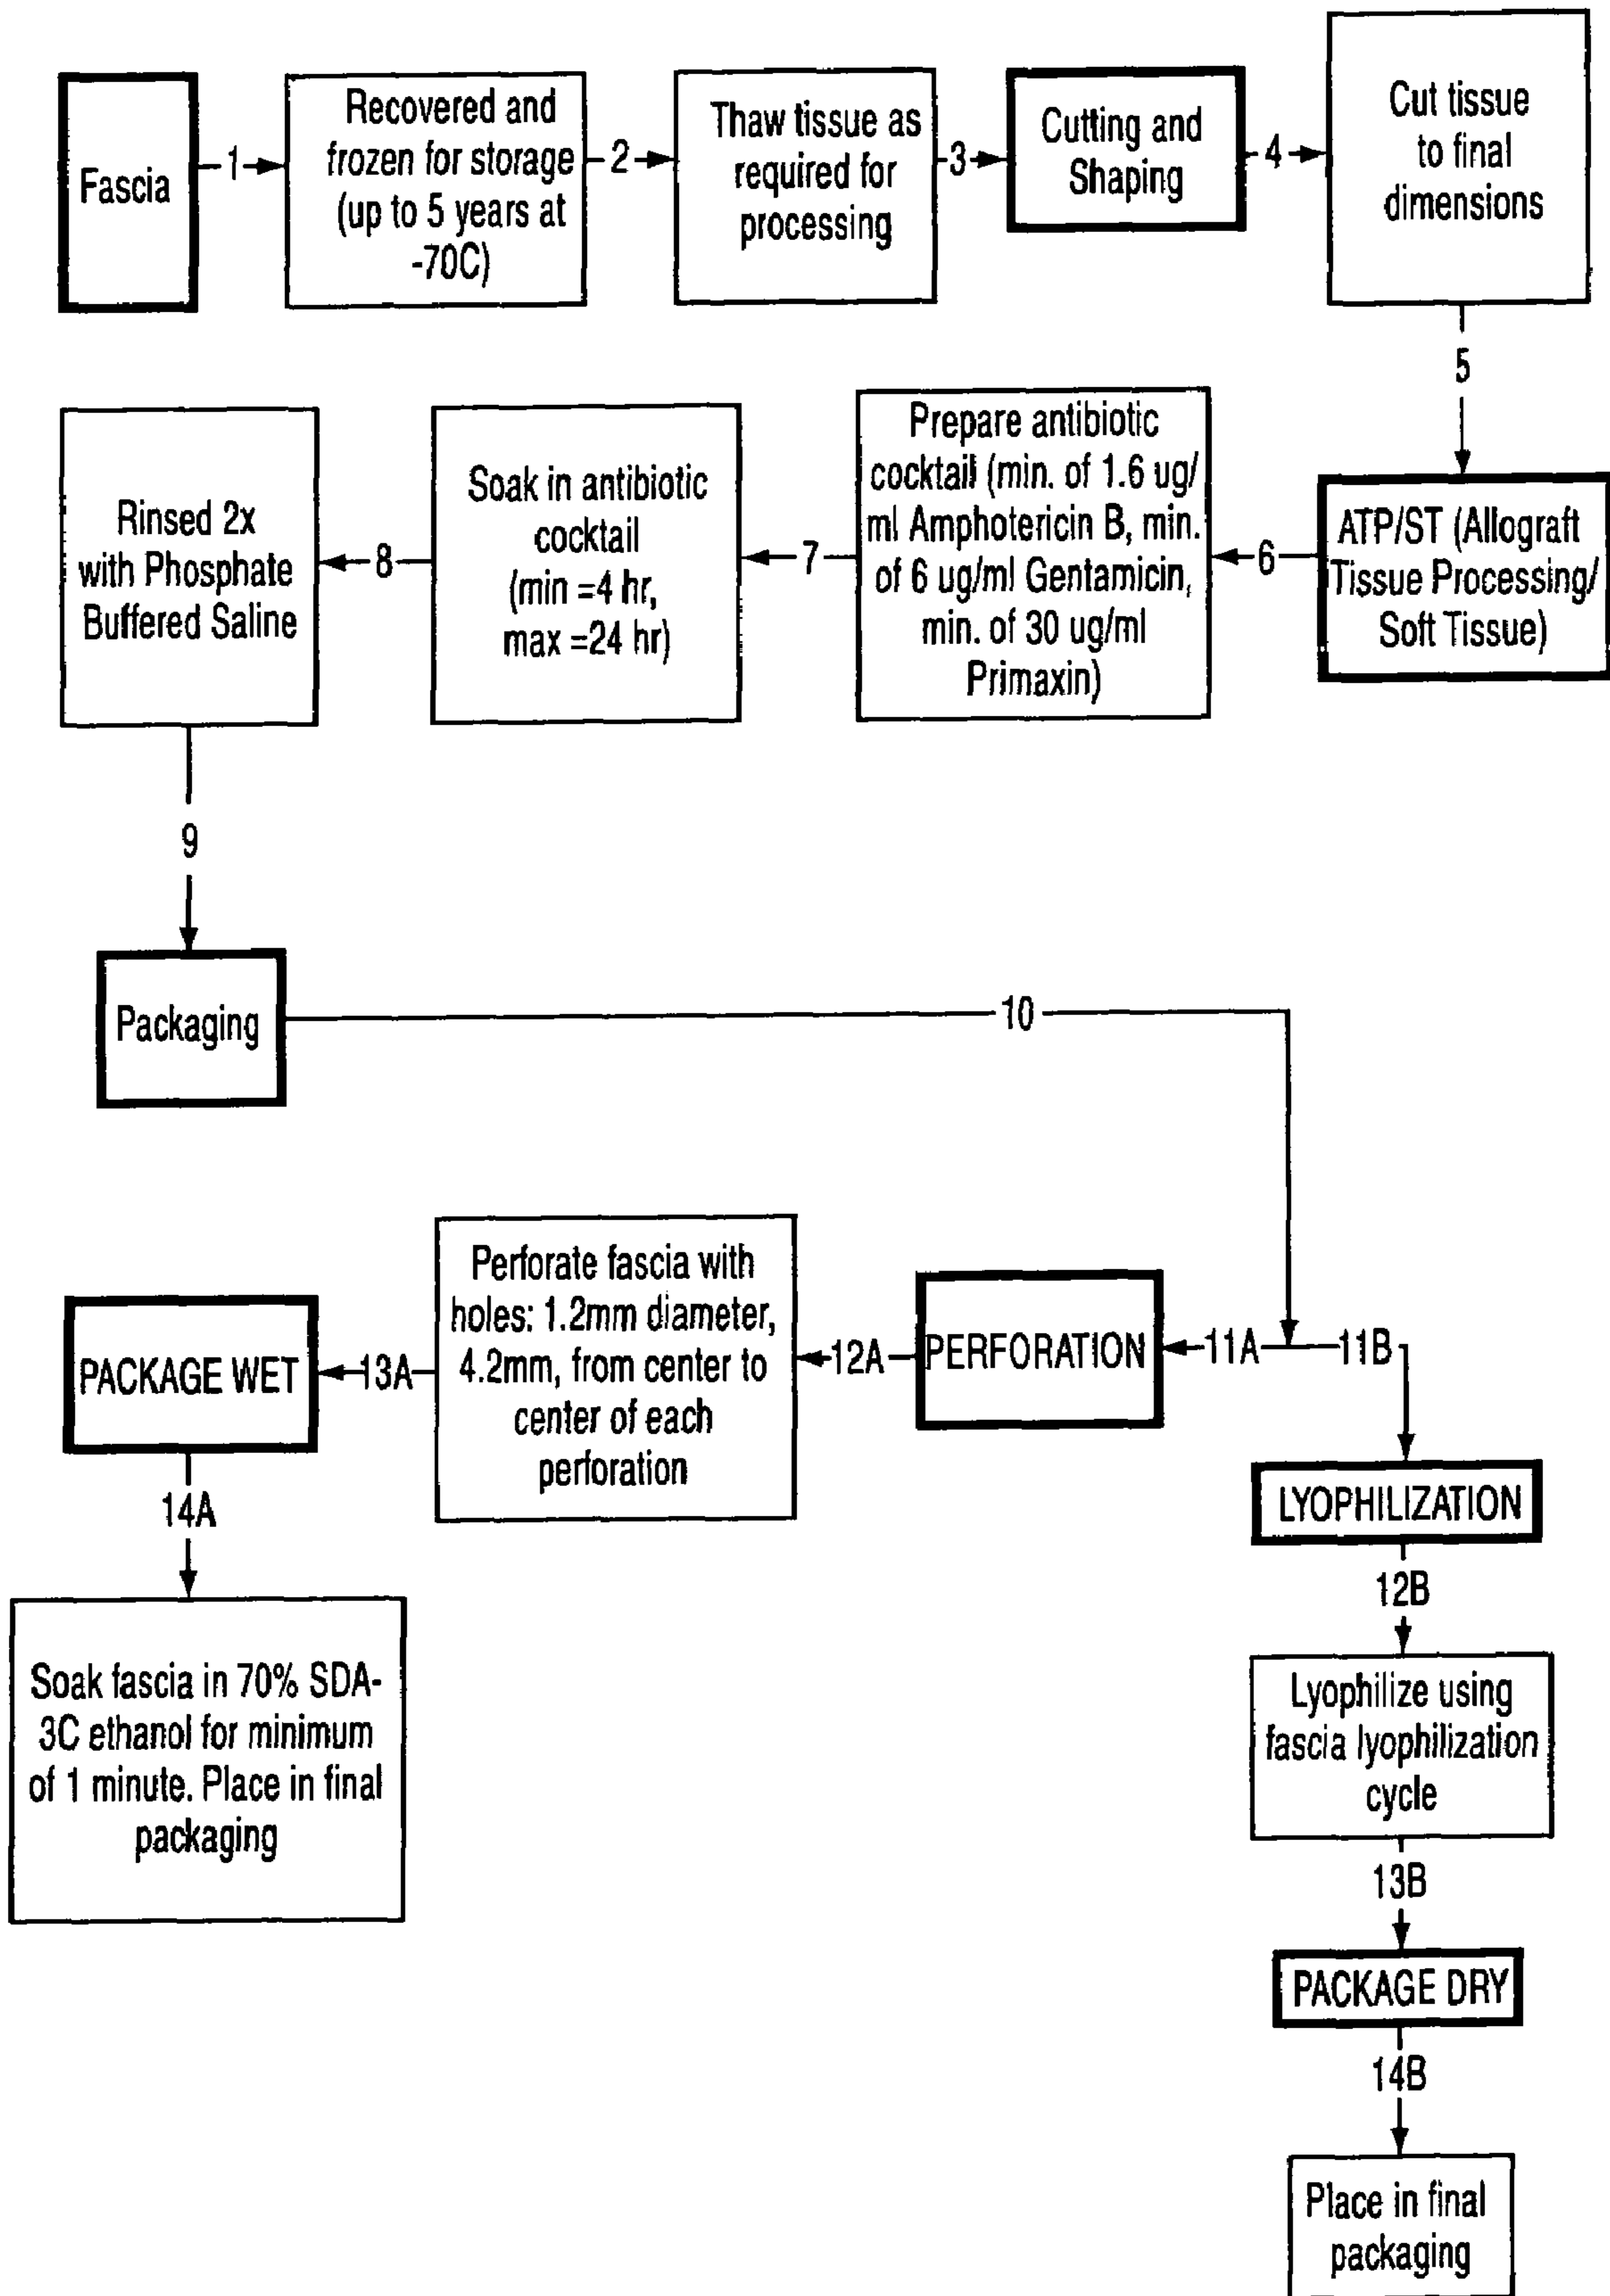 Fascia
1
Recovered and
frozen for storage
(up to 5 years at
-70C)
2
Thaw tissue as
required for
processing
3
Cutting and
Shaping
4
Cut tissue
to final
dimensions
5
ATP/ST (Allograft
Tissue Processing/
Soft Tissue)
6
Prepare antibiotic
cocktail (min. of 1.6 ug/
ml Amphotericin B, min.
of 6 ug/ml Gentamicin,
min. of 30 ug/ml
Primaxin)
7
Soak in antibiotic
cocktail
(min =4 hr,
max =24 hr)
8
Rinsed 2x
with Phosphate
Buffered Saline
9
Packaging
10
11A
11B
PERFORATION
12A
Perforate fascia with
holes: 1.2mm diameter,
4.2mm, from center to
center of each
perforation
13A
PACKAGE WET
14A
Soak fascia in 70% SDA-
3C ethanol for minimum
of 1 minute. Place in final
packaging
LYOPHILIZATION
12B
Lyophilize using
fascia lyophilization
cycle
13B
PACKAGE DRY
14B
Place in final
packaging